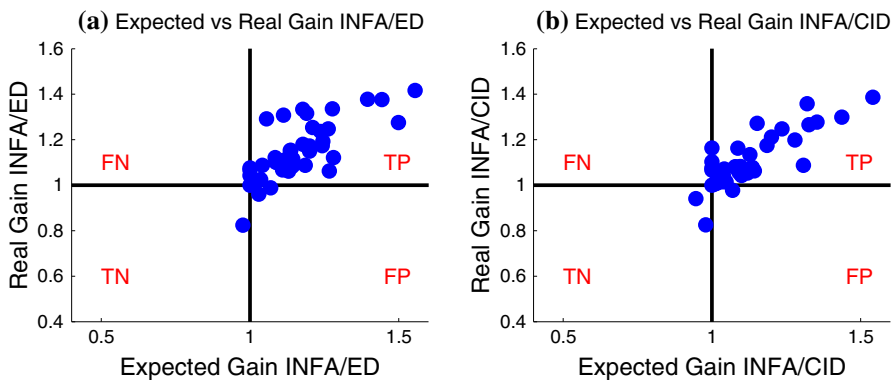 (a) Expected vs Real Gain INFA/ED
1.6
1.4
1.2
1
0.8
0.6
0.4
Real Gain INFA/ED
FN
TP
TN
FP
0.5
1
1.5
Expected Gain INFA/ED
(b) Expected vs Real Gain INFA/CID
1.6
1.4
1.2
1
0.8
0.6
0.4
Real Gain INFA/CID
FN
TP
TN
FP
0.5
1
1.5
Expected Gain INFA/CID